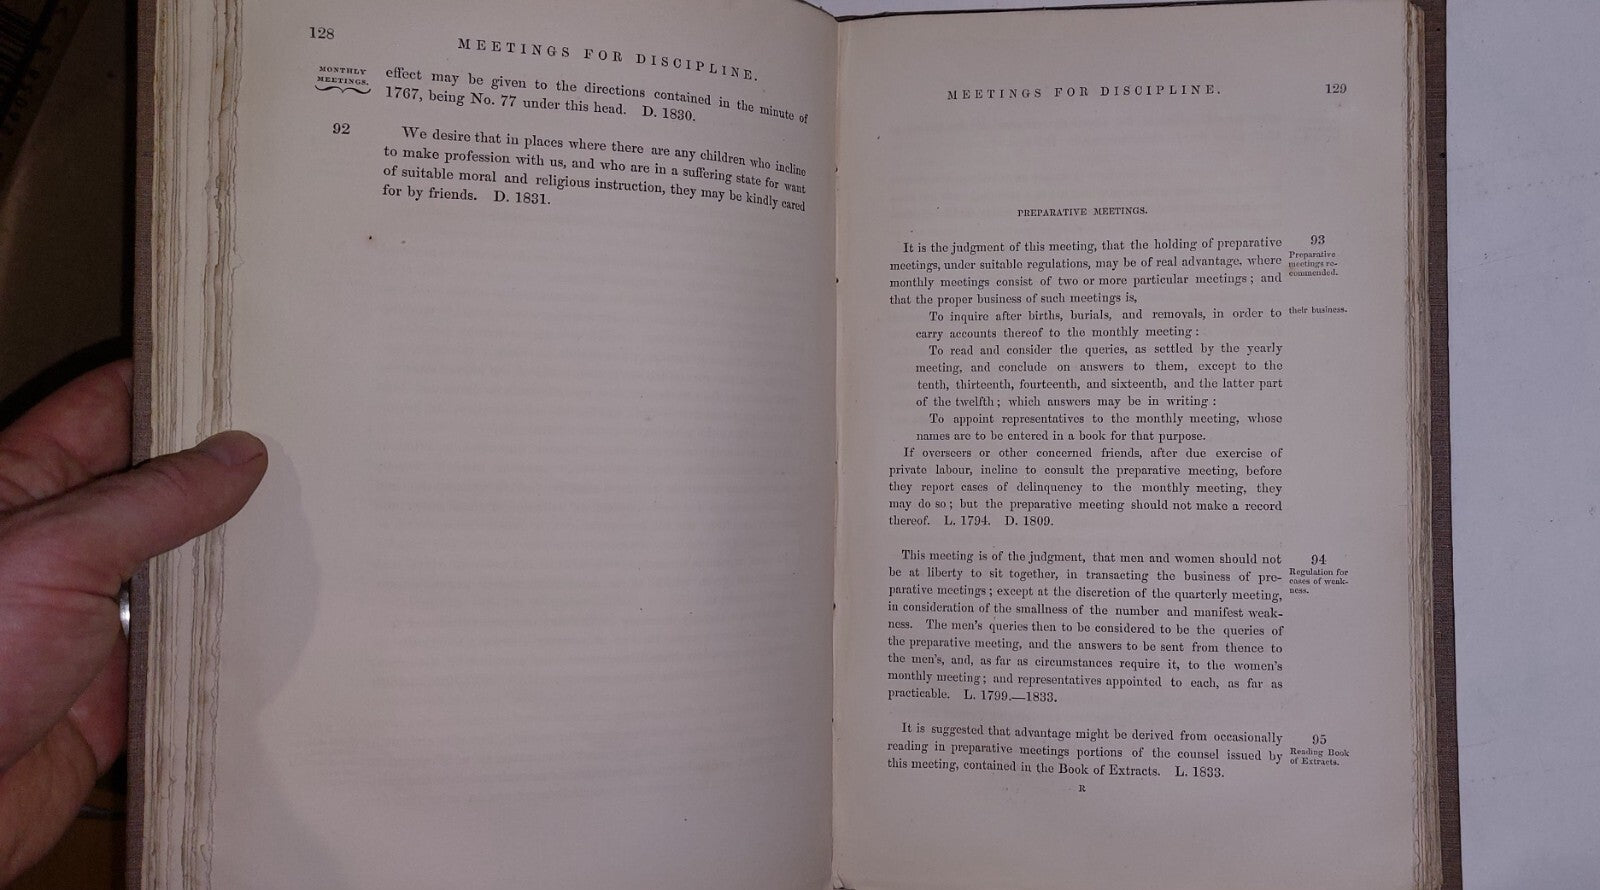 128
MEETINGS FOR DISCIPLINE.
MONTHLY
MEETINGS.
effect may be given to the directions contained in the minute of
1767, being No. 77 under this head. D. 1830.
92
We desire that in places where there are any children who incline
to make profession with us, and who are in a suffering state for want
of suitable moral and religious instruction, they may be kindly cared
for by friends. D. 1831.
MEETINGS FOR DISCIPLINE.
129
PREPARATIVE MEETINGS.
It is the judgment of this meeting, that the holding of preparative
meetings, under suitable regulations, may be of real advantage, where
monthly meetings consist of two or more particular meetings; and
that the proper business of such meetings is,
93
Preparative
meetings re-
commended.
To inquire after births, burials, and removals, in order to
carry accounts thereof to the monthly meeting:
their business.
To read and consider the queries, as settled by the yearly
meeting, and conclude on answers to them, except to the
tenth, thirteenth, fourteenth, and sixteenth, and the latter part
of the twelfth; which answers may be in writing:
To appoint representatives to the monthly meeting, whose
names are to be entered in a book for that purpose.
If overseers or other concerned friends, after due exercise of
private labour, incline to consult the preparative meeting, before
they report cases of delinquency to the monthly meeting, they
may do so; but the preparative meeting should not make a record
thereof. L. 1794. D. 1809.
This meeting is of the judgment, that men and women should not
be at liberty to sit together, in transacting the business of pre-
parative meetings; except at the discretion of the quarterly meeting,
in consideration of the smallness of the number and manifest weak-
ness. The men's queries then to be considered to be the queries of
the preparative meeting, and the answers to be sent from thence to
the men's, and, as far as circumstances require it, to the women's
monthly meeting; and representatives appointed to each, as far as
practicable. L. 1799.—1833.
94
Regulation for
cases of weak-
ness.
It is suggested that advantage might be derived from occasionally
reading in preparative meetings portions of the counsel issued by
this meeting, contained in the Book of Extracts. L. 1833.
95
Reading Book
of Extracts.
R